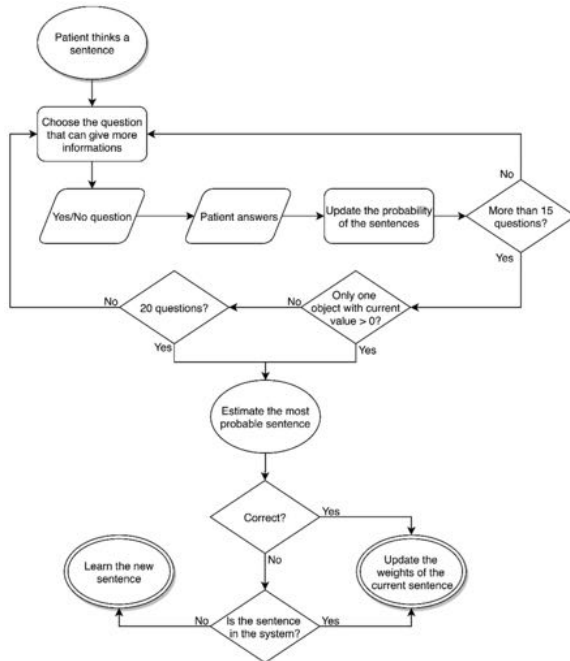 Patient thinks a
sentence
Choose the question
that can give more
informations
No
Yes/No question
Patient answers
Update the probability
of the sentences
More than 15
questions?
Yes
No
20 questions?
No
Only one
object with current
value > 0?
Yes
Yes
Estimate the most
probable sentence
Correct?
Yes
No
Learn the new
sentence
Update the
weights of the
current sentence
No
Is the sentence
in the system?
Yes